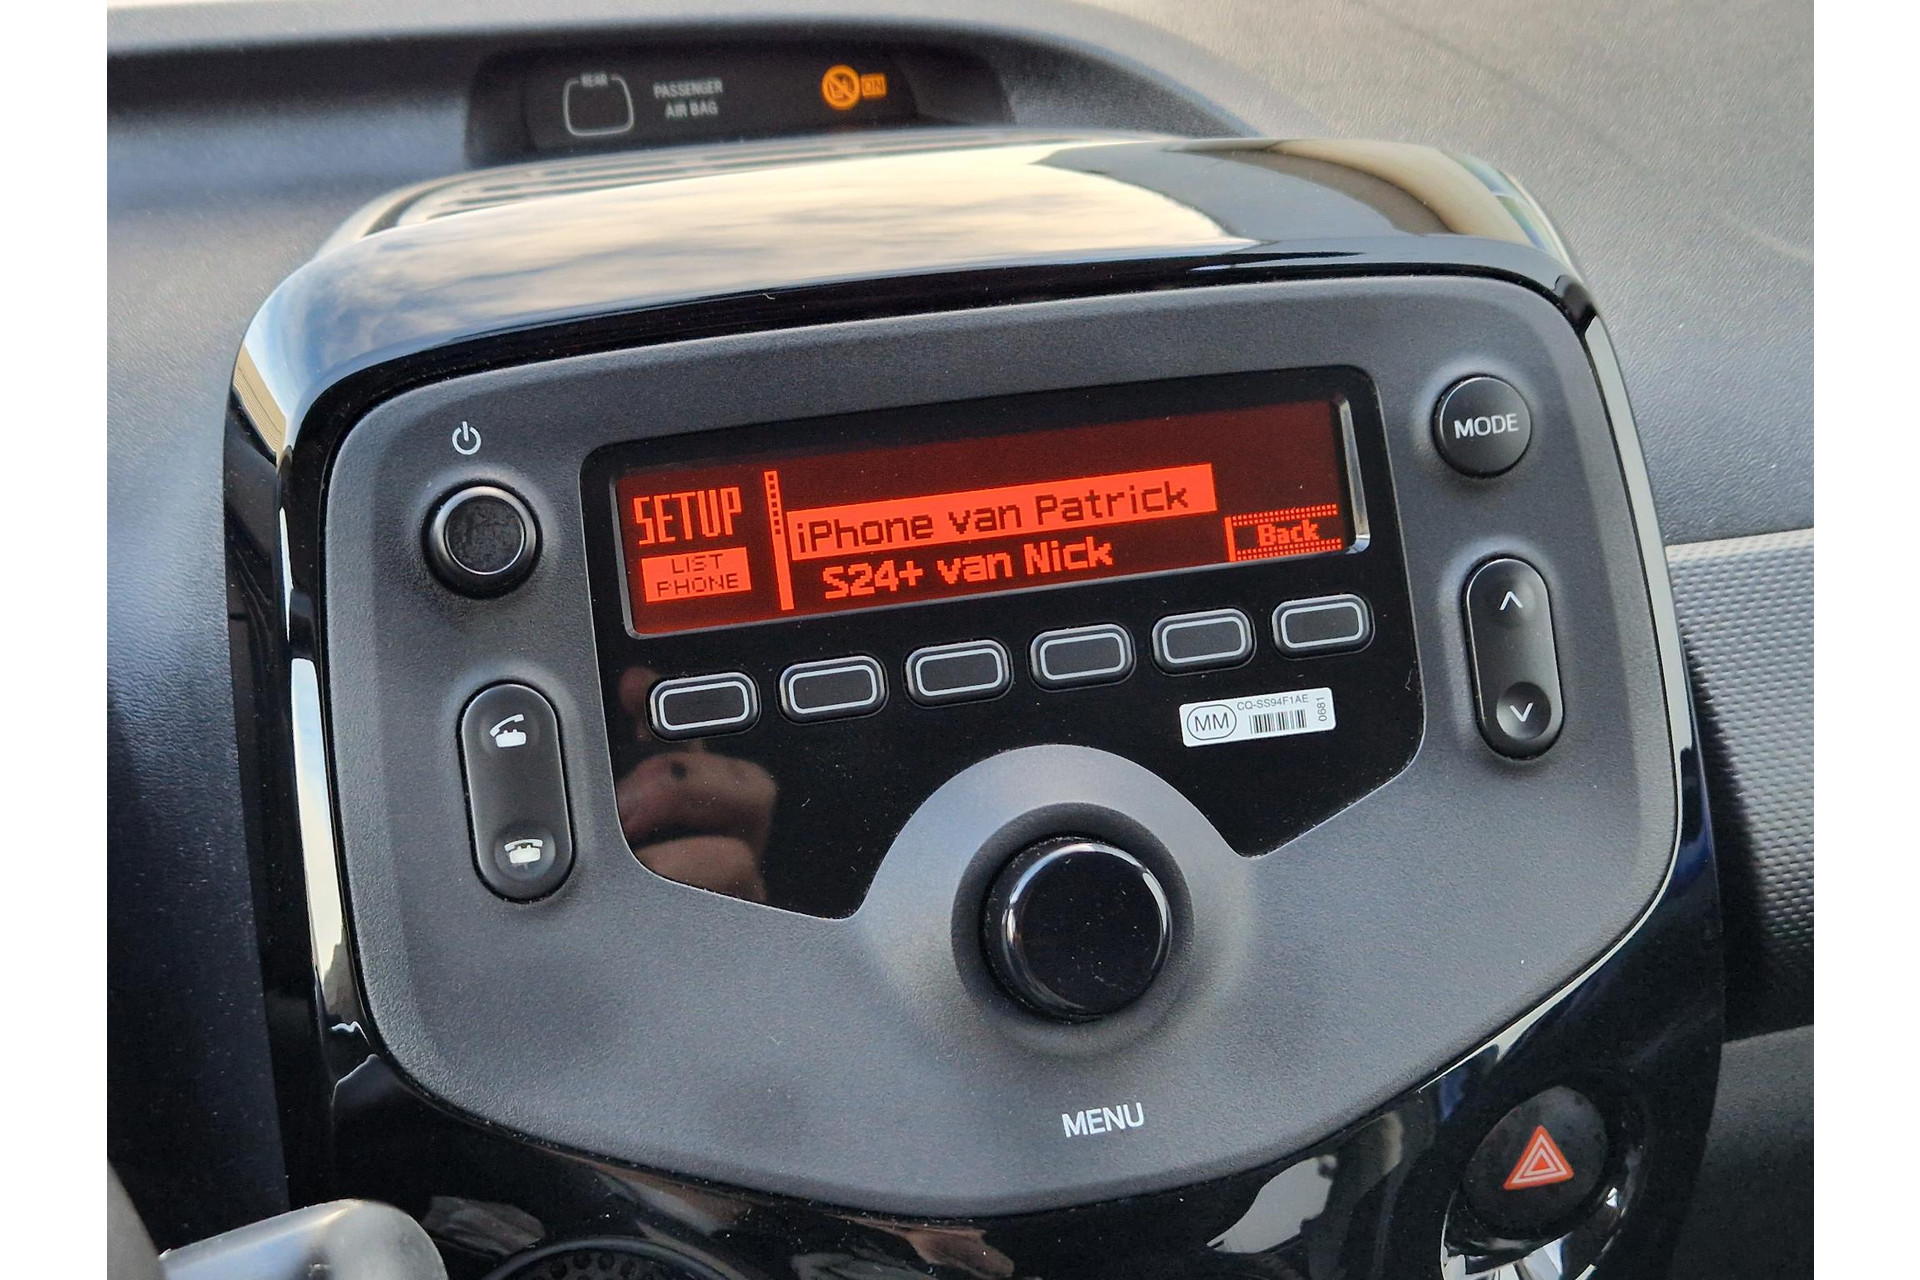 REAR
PASSENGER
AIR BAG
ON
SETUP
LIST
PHONE
iPhone van Patrick
S24+ van Nick
Back
MODE
MM
CQ-SS94F1AE
0681
MENU